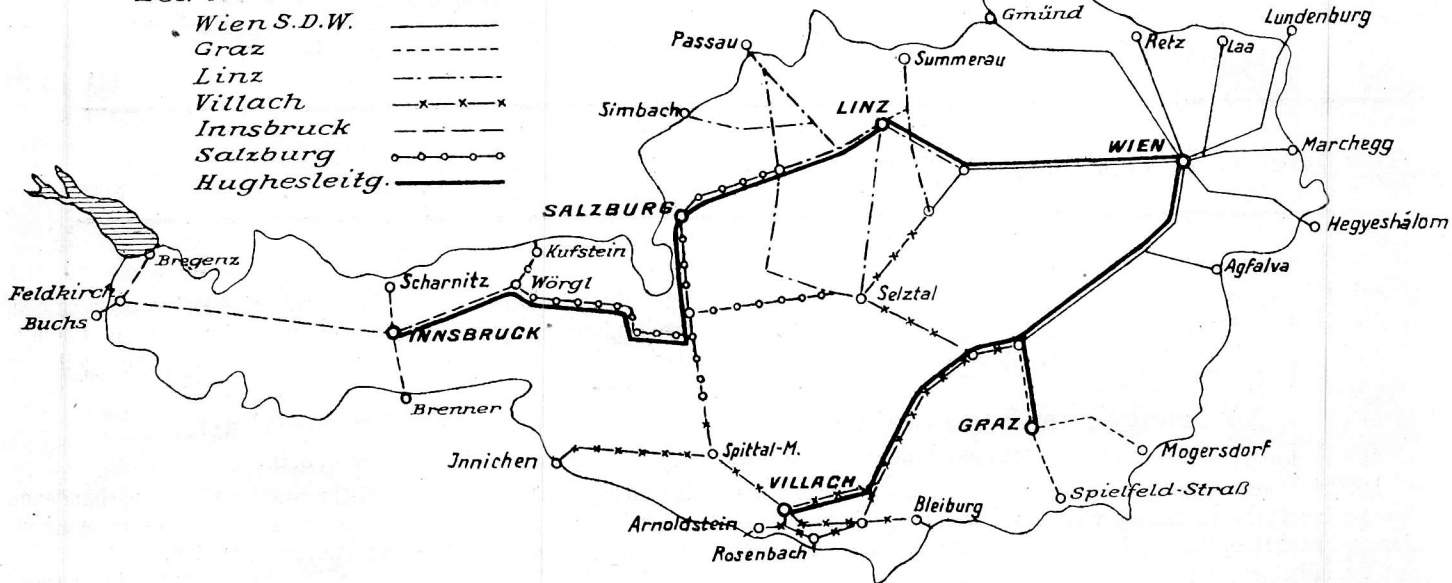 Wien S.D.W.
Graz
Linz
Villach
Innsbruck
Salzburg
Hughesleitg.
Gmünd
Lundenburg
Retz
Laa
Passau
Summerau
Simbach
LINZ
WIEN
Marchegg
SALZBURG
Hegyeshálom
Bregenz
Kufstein
Agfalva
Scharnitz
Wörgl
Feldkirch
Selztal
Buchs
INNSBRUCK
Brenner
GRAZ
Mogersdorf
Innichen
Spittal-M.
VILLACH
Spielfeld-Straß
Bleiburg
Arnoldstein
Rosenbach